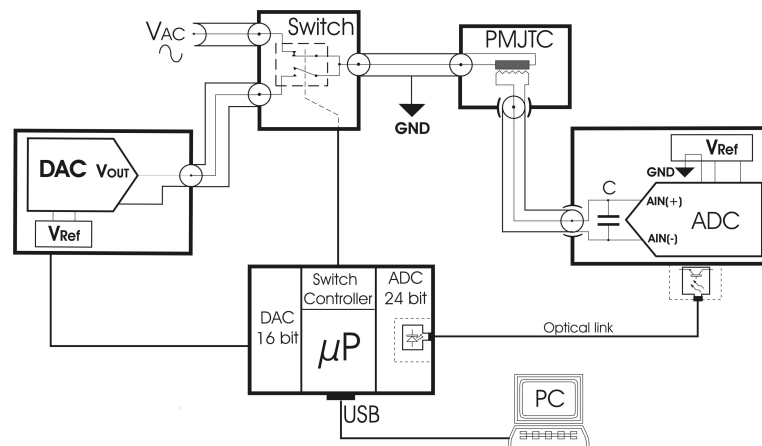 VAC
Switch
PMJTC
GND
DAC VOUT
VRef
VRef
GND
C
AIN(+)
ADC
AIN(-)
Switch
Controller
ADC
24 bit
DAC
16 bit
µP
Optical link
USB
PC